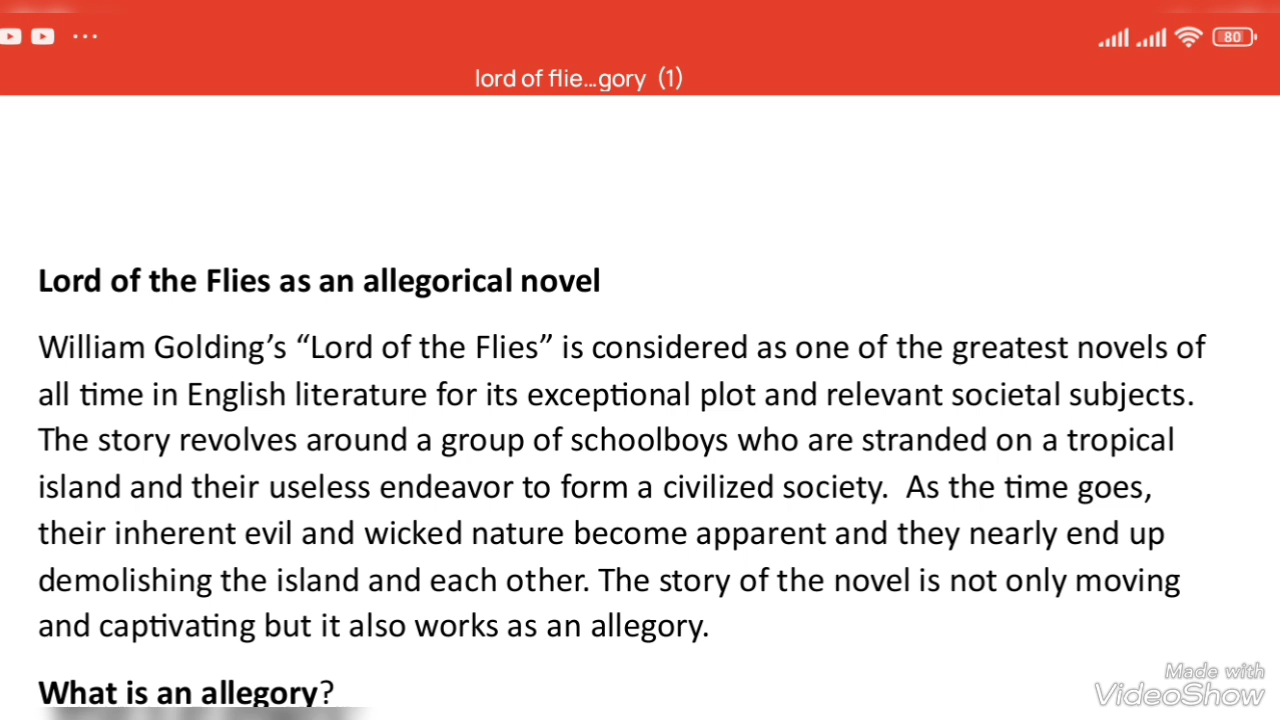 80
lord of flie...gory (1)
Lord of the Flies as an allegorical novel
William Golding’s “Lord of the Flies” is considered as one of the greatest novels of
all time in English literature for its exceptional plot and relevant societal subjects.
The story revolves around a group of schoolboys who are stranded on a tropical
island and their useless endeavor to form a civilized society.  As the time goes,
their inherent evil and wicked nature become apparent and they nearly end up
demolishing the island and each other. The story of the novel is not only moving
and captivating but it also works as an allegory.
What is an allegory?
Made with
VideoShow